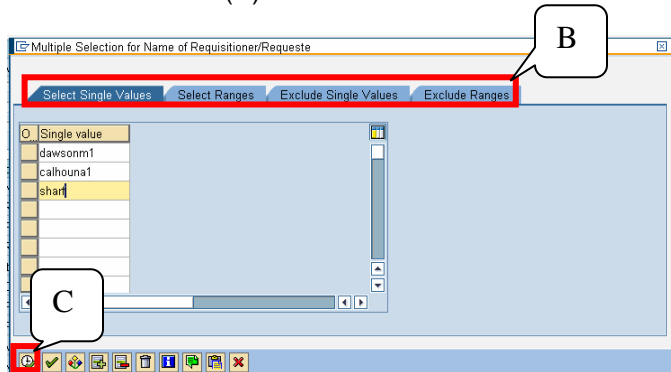 B
Multiple Selection for Name of Requisitioner/Requeste
Select Single Values Select Ranges Exclude Single Values Exclude Ranges
O.. Single value
dawsonm1
calhouna1
sharf
C